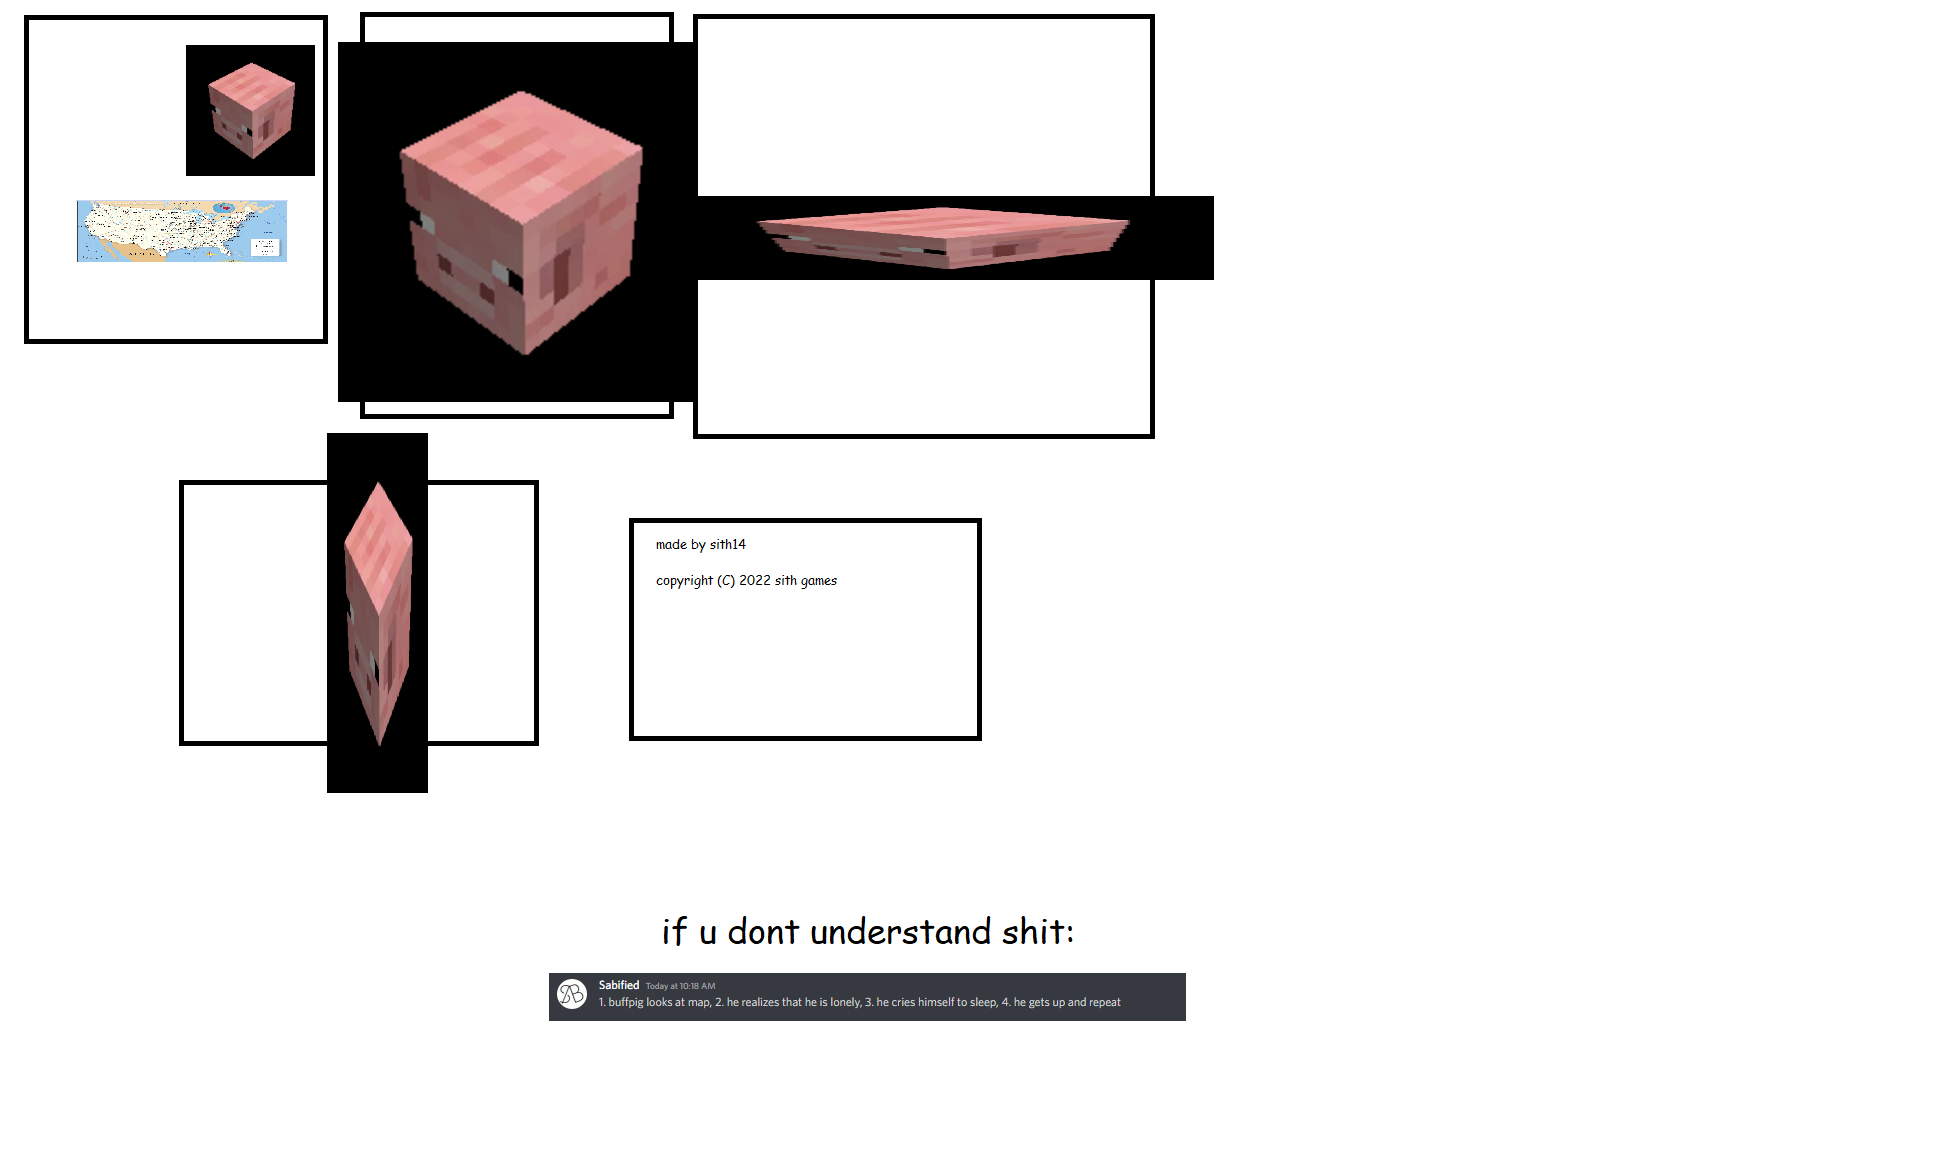 made by sith14
copyright (C) 2022 sith games
if u dont understand shit:
Sabified Today at 10:18 AM
1. buffpig looks at map, 2. he realizes that he is lonely, 3. he cries himself to sleep, 4. he gets up and repeat